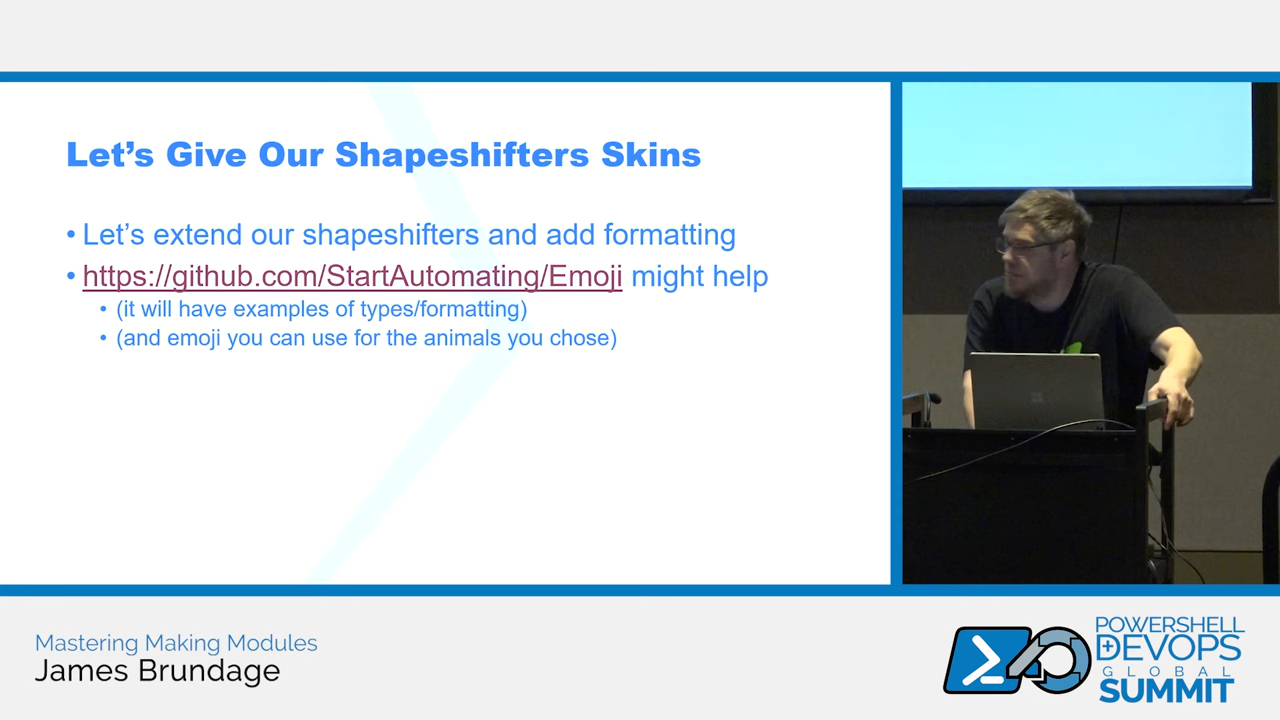 Let's Give Our Shapeshifters Skins
• Let's extend our shapeshifters and add formatting
• https://github.com/StartAutomating/Emoji might help
• (it will have examples of types/formatting)
• (and emoji you can use for the animals you chose)
Mastering Making Modules
James Brundage
POWERSHELL
DEVOPS
GLOBAL
SUMMIT